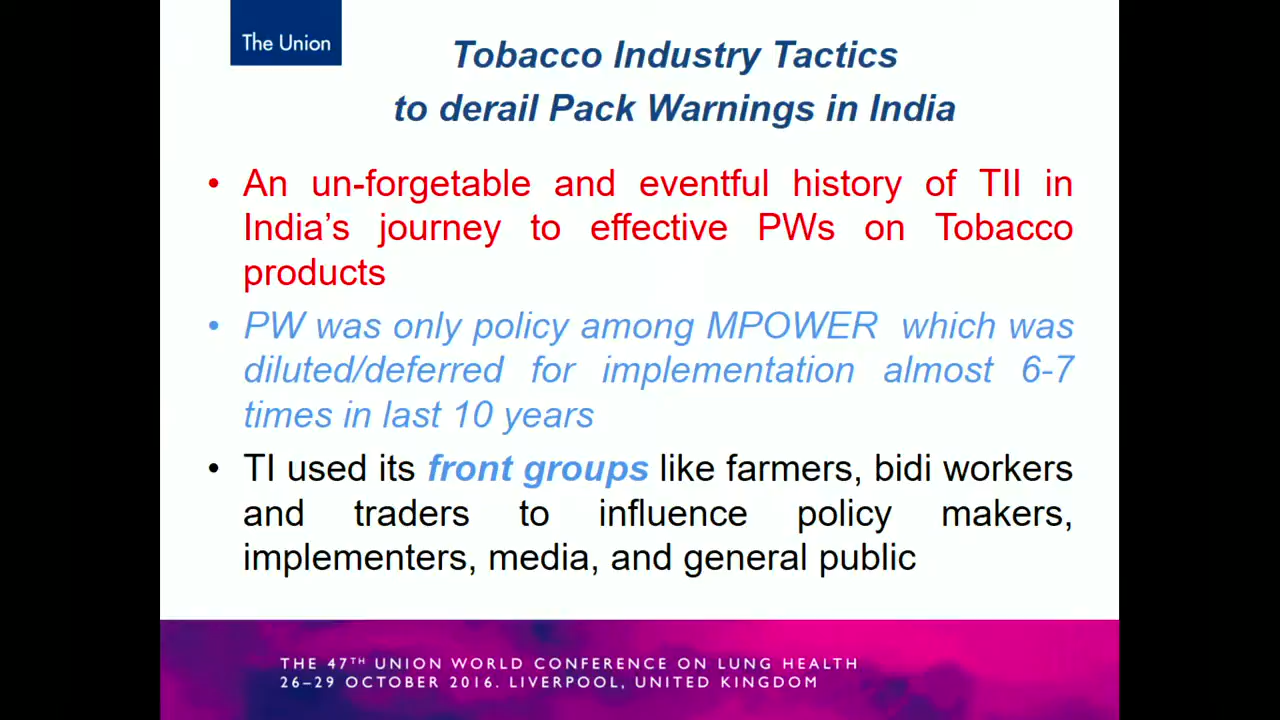 The Union
Tobacco Industry Tactics
to derail Pack Warnings in India
• An un-forgetable and eventful history of TII in
India’s journey to effective PWs on Tobacco
products
• PW was only policy among MPOWER which was
diluted/deferred for implementation almost 6-7
times in last 10 years
• TI used its front groups like farmers, bidi workers
and traders to influence policy makers,
implementers, media, and general public
THE 47TH UNION WORLD CONFERENCE ON LUNG HEALTH
26–29 OCTOBER 2016. LIVERPOOL, UNITED KINGDOM